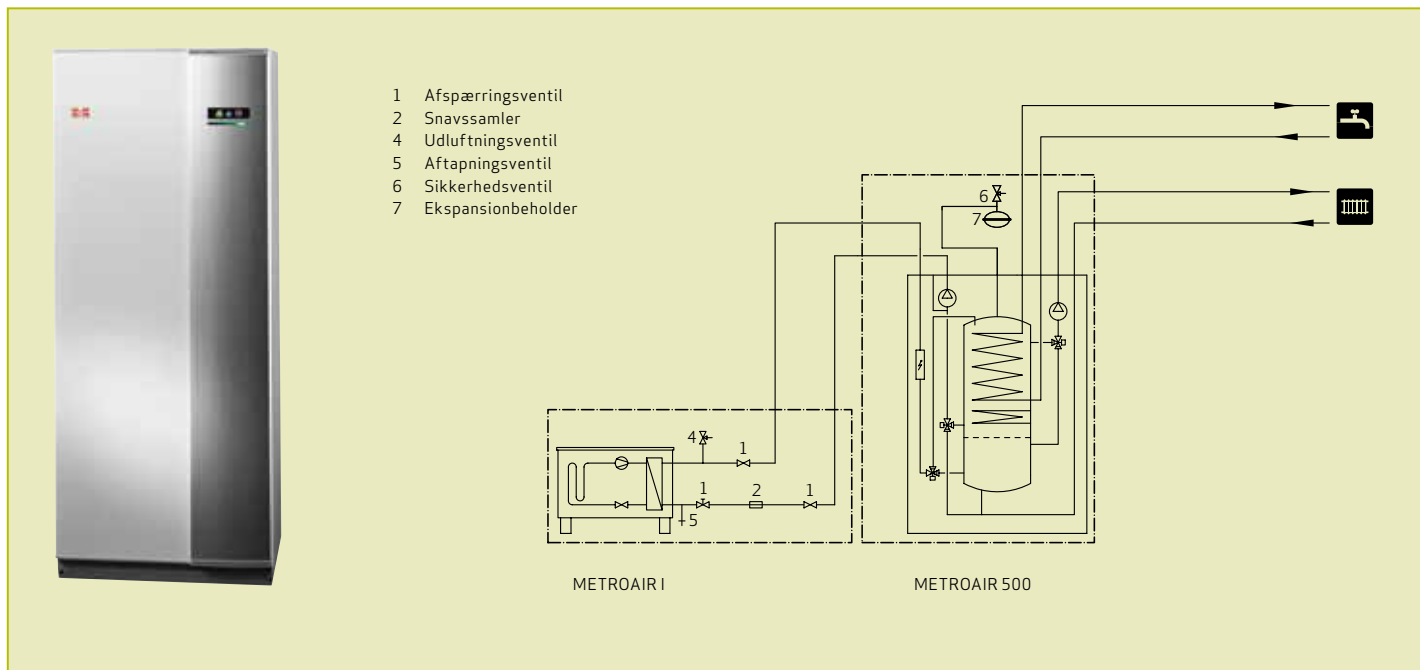 1 Afspærringsventil
2 Snavssamler
4 Udluftningsventil
5 Aftapningsventil
6 Sikkerhedsventil
7 Ekspansionbeholder
6
7
4
1
1
2
1
5
METROAIR I
METROAIR 500